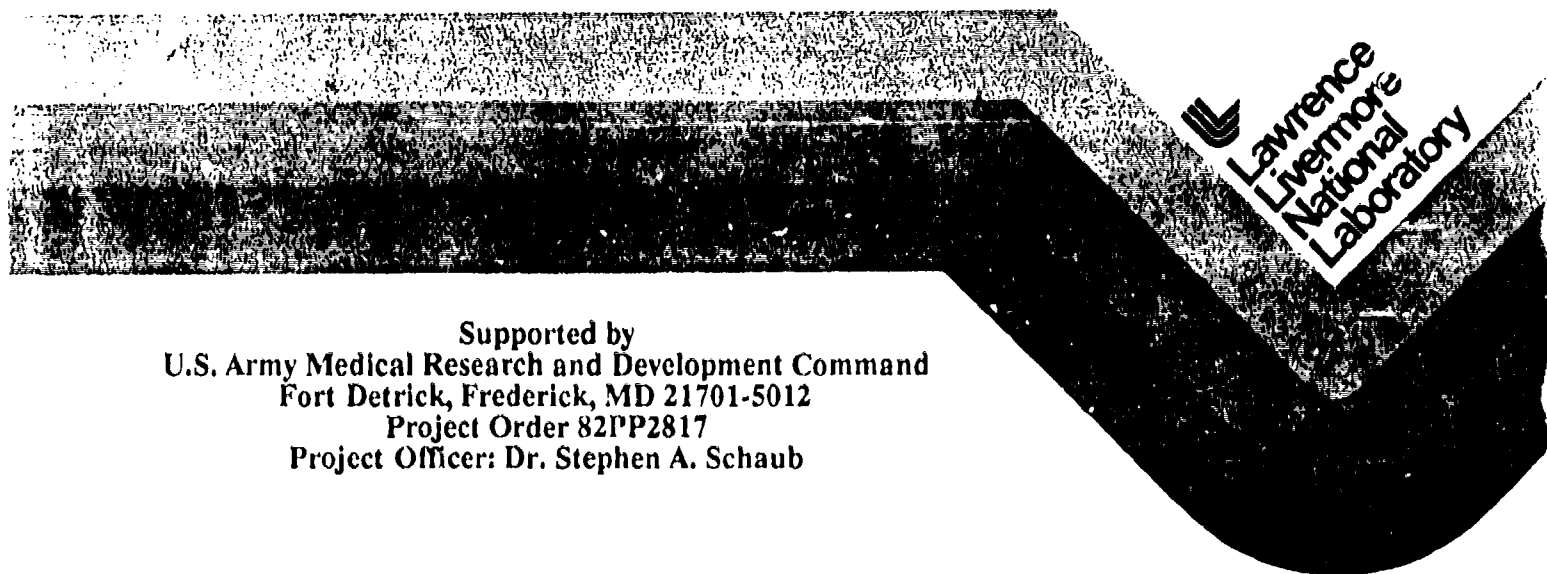 Lawrence
Livermore
National
Laboratory
Supported by
U.S. Army Medical Research and Development Command
Fort Detrick, Frederick, MD 21701-5012
Project Order 82PP2817
Project Officer: Dr. Stephen A. Schaub